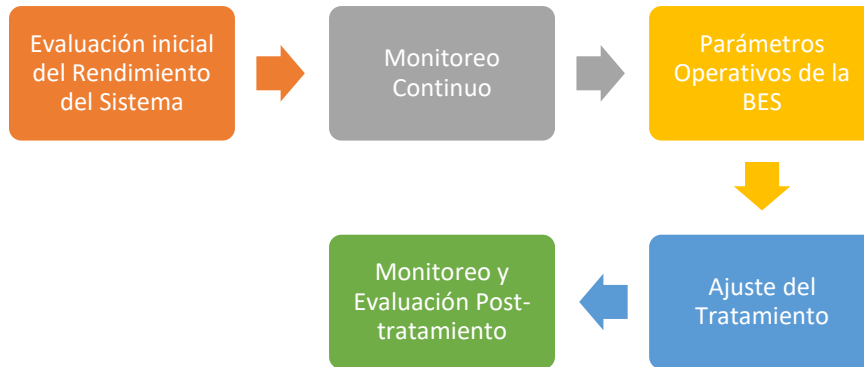 Evaluación inicial
del Rendimiento
del Sistema
Monitoreo
Continuo
Parámetros
Operativos de la
BES
Ajuste del
Tratamiento
Monitoreo y
Evaluación Post-
tratamiento